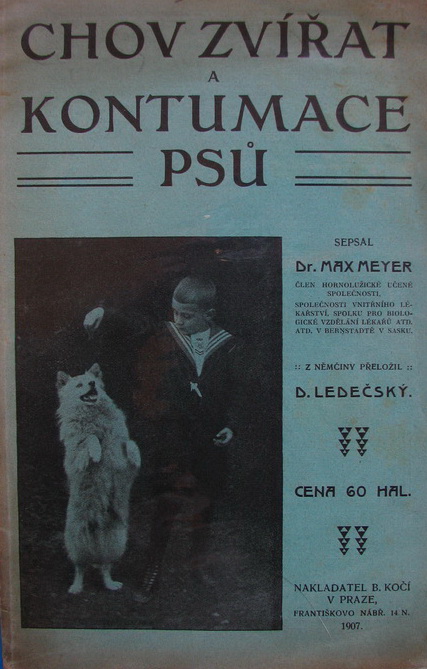 CHOV ZVÍŘAT
A
KONTUMACE
PSŮ
SEPSAL
Dr. MAX MEYER
ČLEN HORNOLUŽICKÉ UČENÉ
SPOLEČNOSTI,
SPOLEČNOSTI VNITŘNÍHO LÉ-
KAŘSTVÍ, SPOLKU PRO BIOLO-
GICKÉ VZDĚLÁNÍ LÉKAŘŮ ATD.
ATD. V BERNSTADTĚ V SASKU.
:: Z NĚMČINY PŘELOŽIL ::
D. LEDEČSKÝ.
CENA 60 HAL.
NAKLADATEL B. KOČÍ
V PRAZE,
FRANTIŠKOVO NÁBŘ. 14 N.
1907.